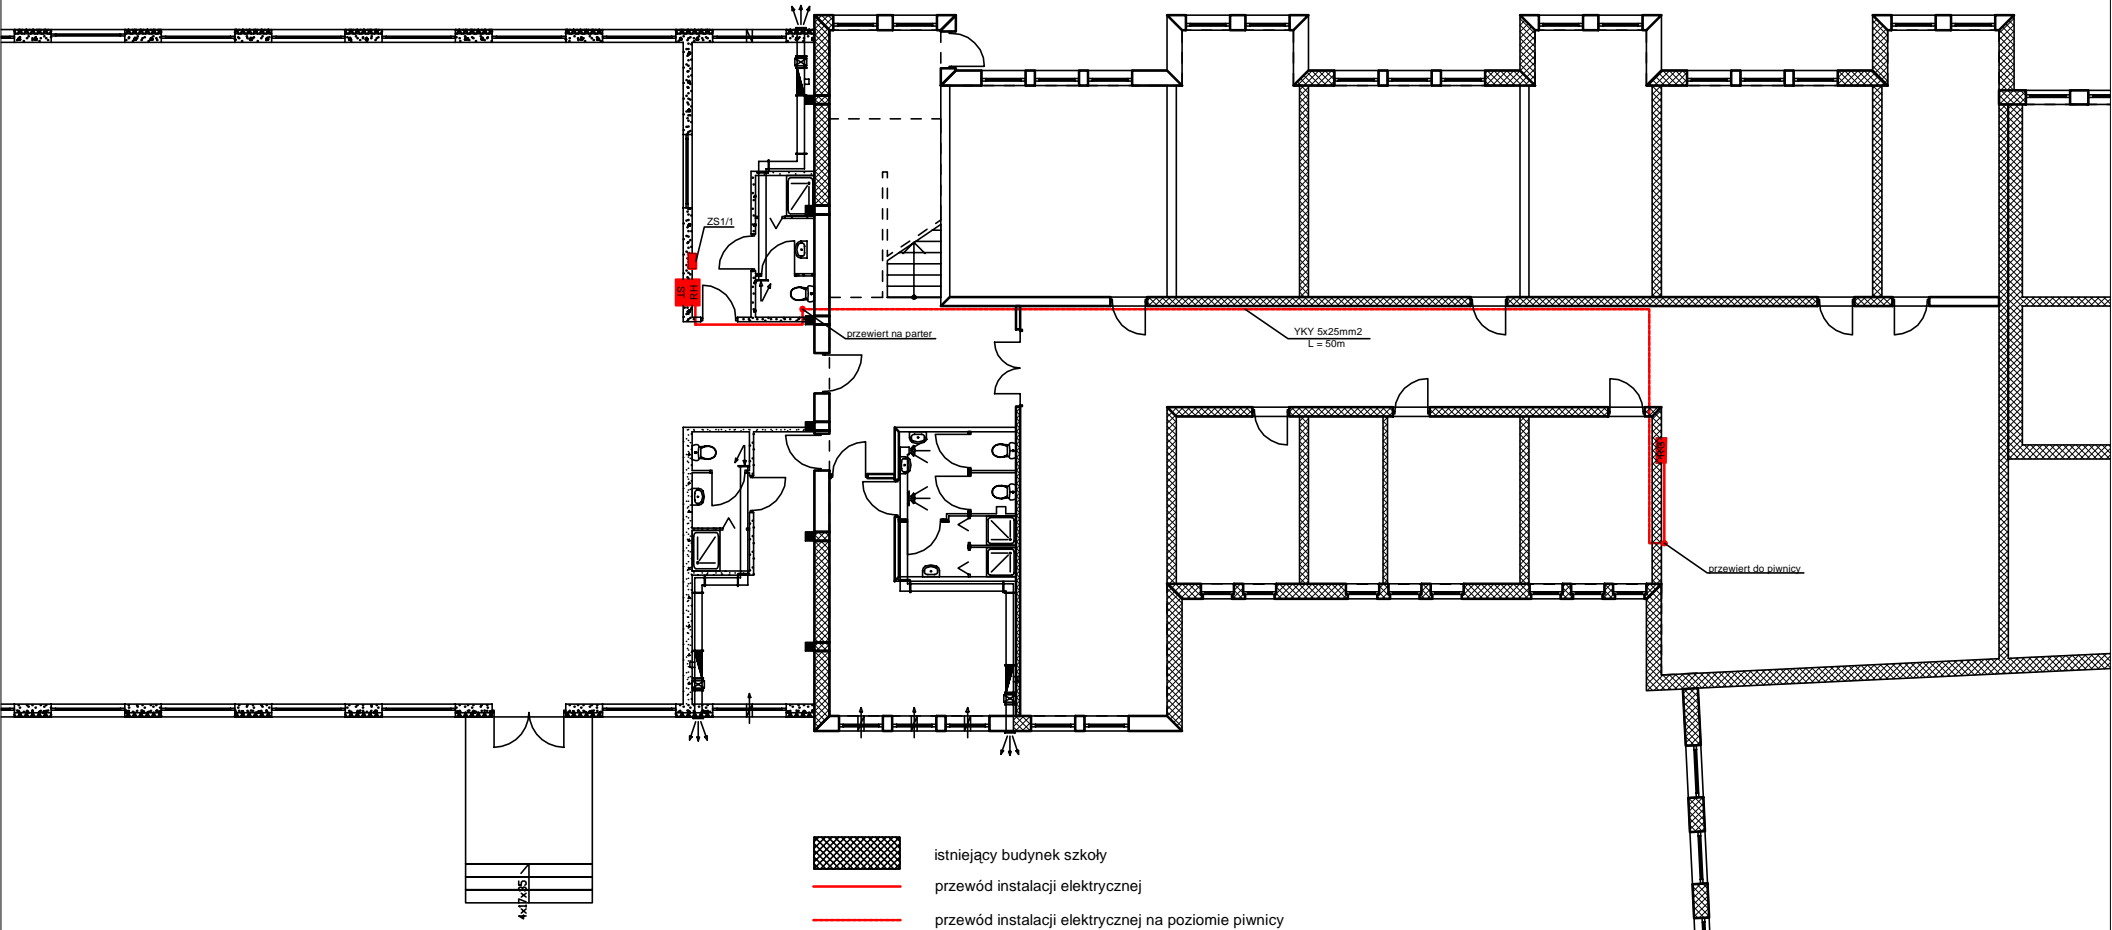 ZS1/1
TS
RH
przewiert na parter
YKY 5x25mm2
L = 50m
przewiert do piwnicy
4x17x35
istniejący budynek szkoły
przewód instalacji elektrycznej
przewód instalacji elektrycznej na poziomie piwnicy